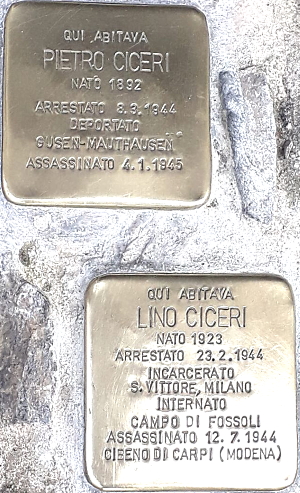 QUI ABITAVA
PIETRO CICERI
NATO 1892
ARRESTATO 8.3.1944
DEPORTATO
GUSEN-MAUTHAUSEN
ASSASSINATO 4.1.1945
QUI ABITAVA
LINO CICERI
NATO 1923
ARRESTATO 23.2.1944
INCARCERATO
S. VITTORE, MILANO
INTERNATO
CAMPO DI FOSSOLI
ASSASSINATO 12.7.1944
CIBENO DI CARPI (MODENA)